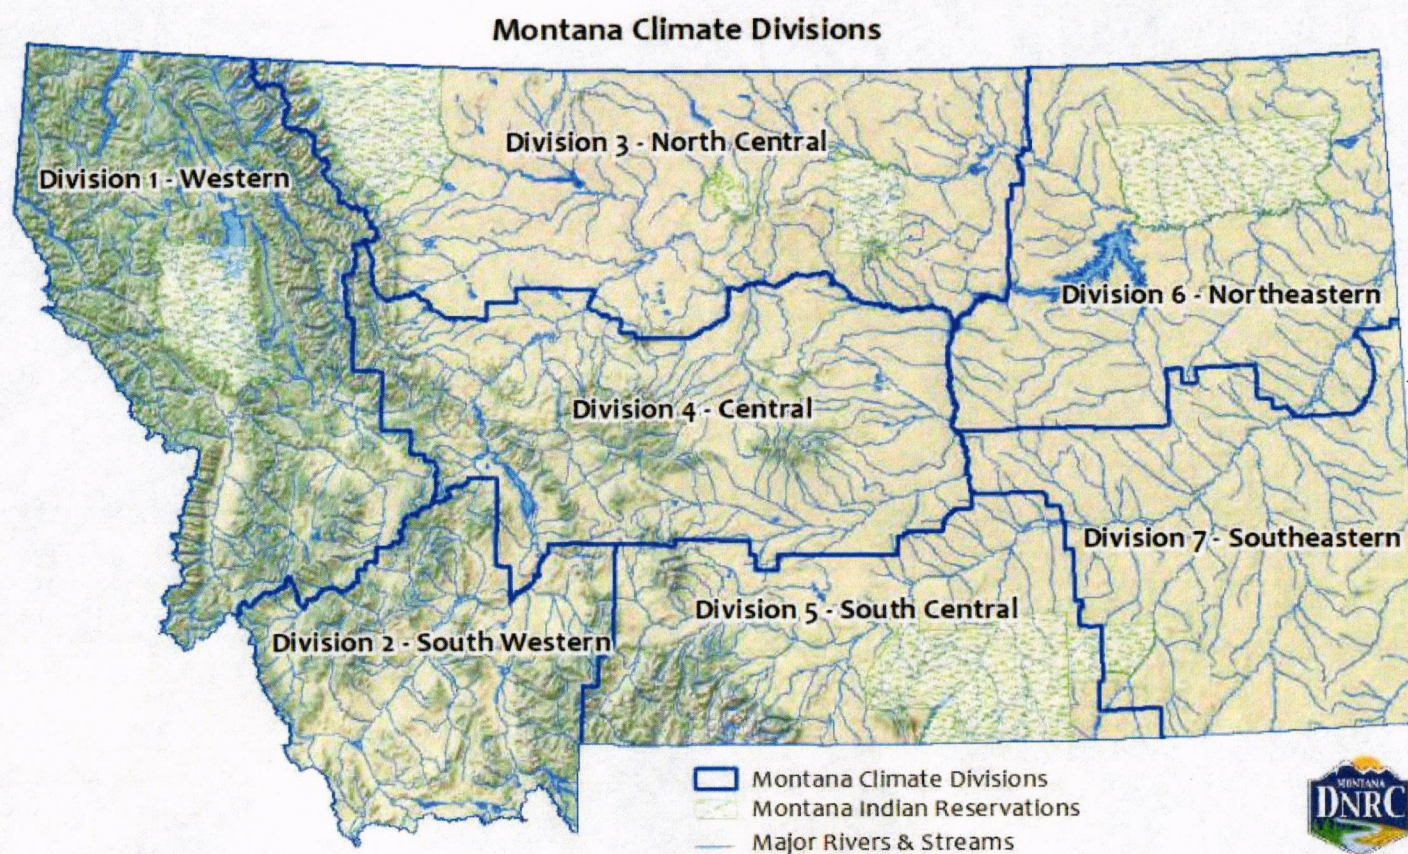 Montana Climate Divisions
Division 3 - North Central
Division 1 - Western
Division 6 - Northeastern
Division 4 - Central
Division 7 - Southeastern
Division 5 - South Central
Division 2 - South Western
Montana Climate Divisions
Montana Indian Reservations
Major Rivers & Streams
MONTANA
DNRC